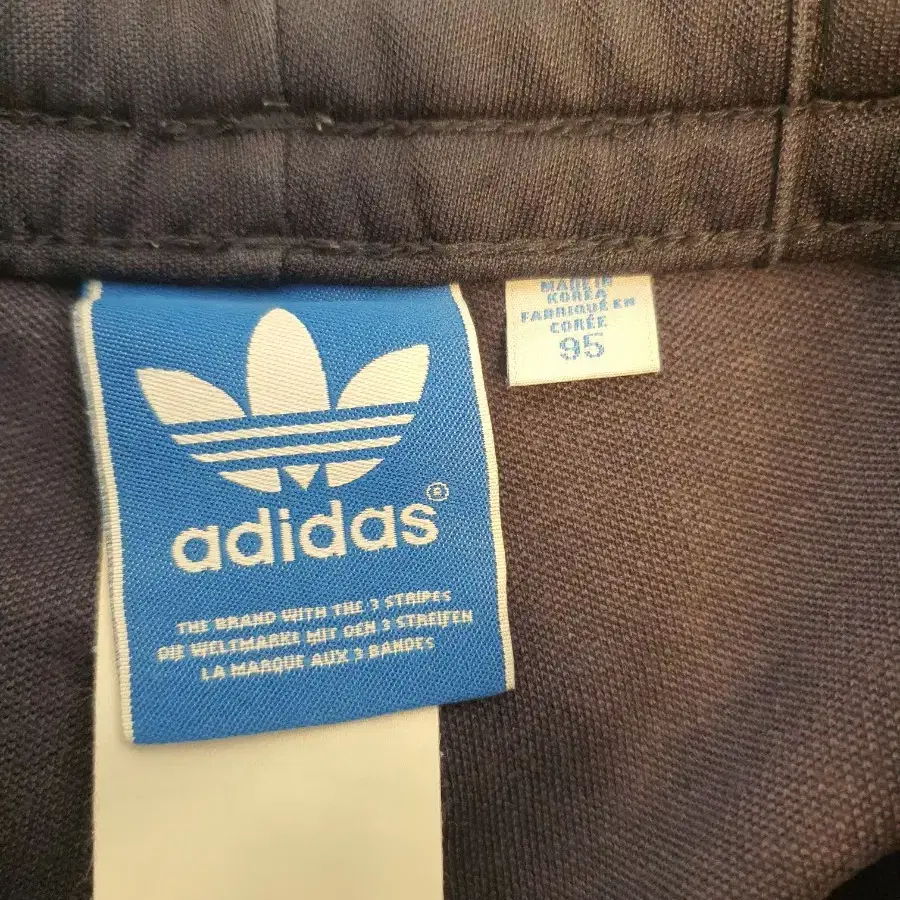 adidas®
THE BRAND WITH THE 3 STRIPES
DIE WELTMARKE MIT DEN 3 STREIFEN
LA MARQUE AUX 3 BANDES
MADE IN
KOREA
FABRIQUÉ EN
CORÉE
95